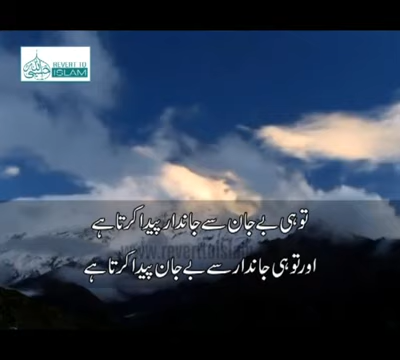 REVERT TO
ISLAM
تو ہی بے جان سے جاندار پیدا کرتا ہے
www.reverttoislam
اور تو ہی جاندار سے بے جان پیدا کرتا ہے